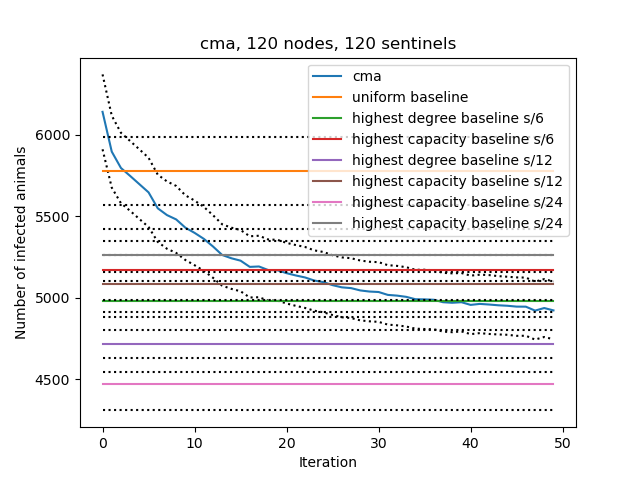 cma, 120 nodes, 120 sentinels
cma
uniform baseline
highest degree baseline s/6
highest capacity baseline s/6
highest degree baseline s/12
highest capacity baseline s/12
highest capacity baseline s/24
highest capacity baseline s/24
Number of infected animals
6000
5500
5000
4500
0 10 20 30 40 50
Iteration